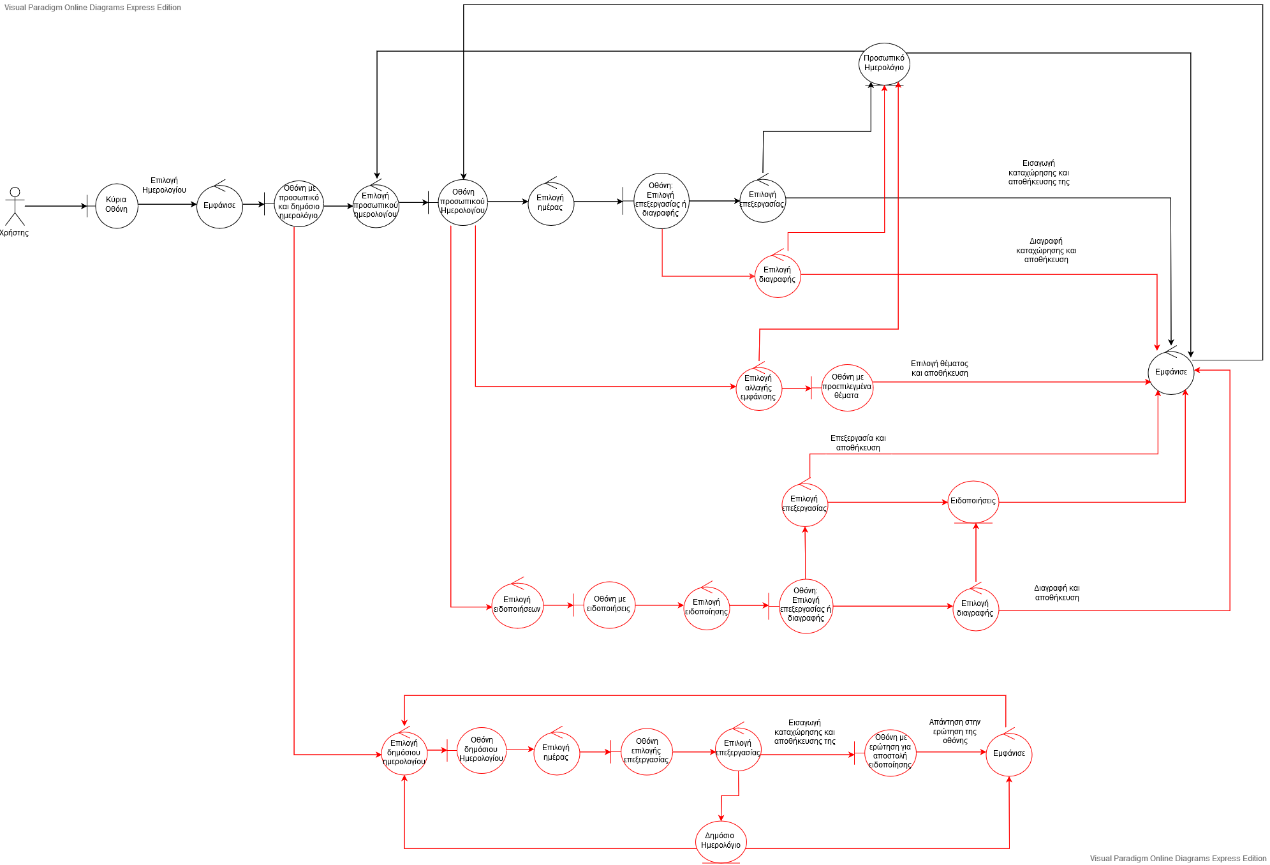 Visual Paradigm Online Diagrams Express Edition
Προσωπικό
Ημερολόγιο
Χρήστης
Κύρια
Οθόνη
Επιλογή
Ημερολογίου
Εμφάνισε
Οθόνη με
προσωπικό
και δημόσιο
ημερολόγιο
Επιλογή
προσωπικού
ημερολογίου
Οθόνη
προσωπικού
Ημερολογίου
Επιλογή
ημέρας
Οθόνη:
Επιλογή
επεξεργασίας ή
διαγραφής
Επιλογή
επεξεργασίας
Εισαγωγή
καταχώρησης και
αποθήκευσης της
Επιλογή
διαγραφής
Διαγραφή
καταχώρησης και
αποθήκευση
Επιλογή
αλλαγής
εμφάνισης
Οθόνη με
προεπιλεγμένα
θέματα
Επιλογή θέματος
και αποθήκευση
Εμφάνισε
Επεξεργασία και
αποθήκευση
Επιλογή
επεξεργασίας
Ειδοποιήσεις
Επιλογή
ειδοποιήσεων
Οθόνη με
ειδοποιήσεις
Επιλογή
ειδοποίησης
Οθόνη:
Επιλογή
επεξεργασίας ή
διαγραφής
Επιλογή
διαγραφής
Διαγραφή και
αποθήκευση
Επιλογή
δημόσιου
ημερολογίου
Οθόνη
δημόσιου
Ημερολογίου
Επιλογή
ημέρας
Οθόνη
επιλογής
επεξεργασίας
Επιλογή
επεξεργασίας
Εισαγωγή
καταχώρησης και
αποθήκευσης της
Οθόνη με
ερώτηση για
αποστολή
ειδοποίησης
Απάντηση στην
ερώτηση της
οθόνης
Εμφάνισε
Δημόσιο
Ημερολόγιο
Visual Paradigm Online Diagrams Express Edition